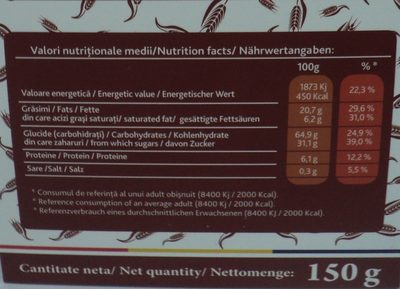 Valori nutriționale medii/Nutrition facts/ Nährwertangaben:
100g % *
Valoare energetică / Energetic value / Energetischer Wert 1873 Kj 450 Kcal 22,3 %
Grăsimi / Fats / Fette 20,7 g 29,6 %
din care acizi grași saturați/ saturated fat/ gesättigte Fettsäuren 6,2 g 31,0 %
Glucide (carbohidrați) / Carbohydrates / Kohlenhydrate 64,9 g 24,9 %
din care zaharuri / from which sugars / davon Zucker 31,1 g 39,0 %
Proteine / Protein / Proteine 6,1 g 12,2 %
Sare /Salt / Salz 0,3 g 5,5 %
* Consumul de referință al unui adult obișnuit (8400 Kj / 2000 Kcal).
* Reference consumption of an average adult (8400 Kj / 2000 Kcal).
* Referenzverbrauch eines durchschnittlichen Erwachsenen (8400 Kj / 2000 Kcal).
Cantitate neta/ Net quantity/ Nettomenge: 150 g